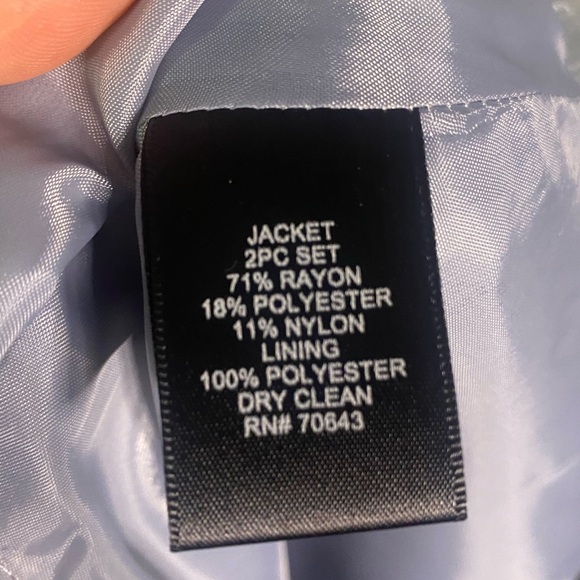 JACKET
2PC SET
71% RAYON
18% POLYESTER
11% NYLON
LINING
100% POLYESTER
DRY CLEAN
RN# 70643